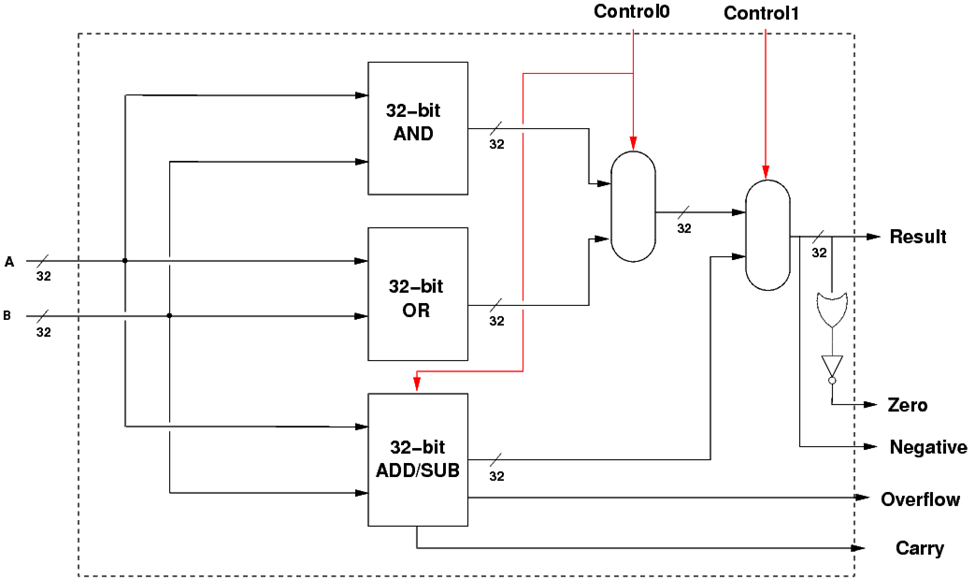 Control0
Control1
32−bit
AND
32
32
A
32
32−bit
OR
32
Result
B
32
32
32−bit
ADD/SUB
32
Zero
Negative
Overflow
Carry